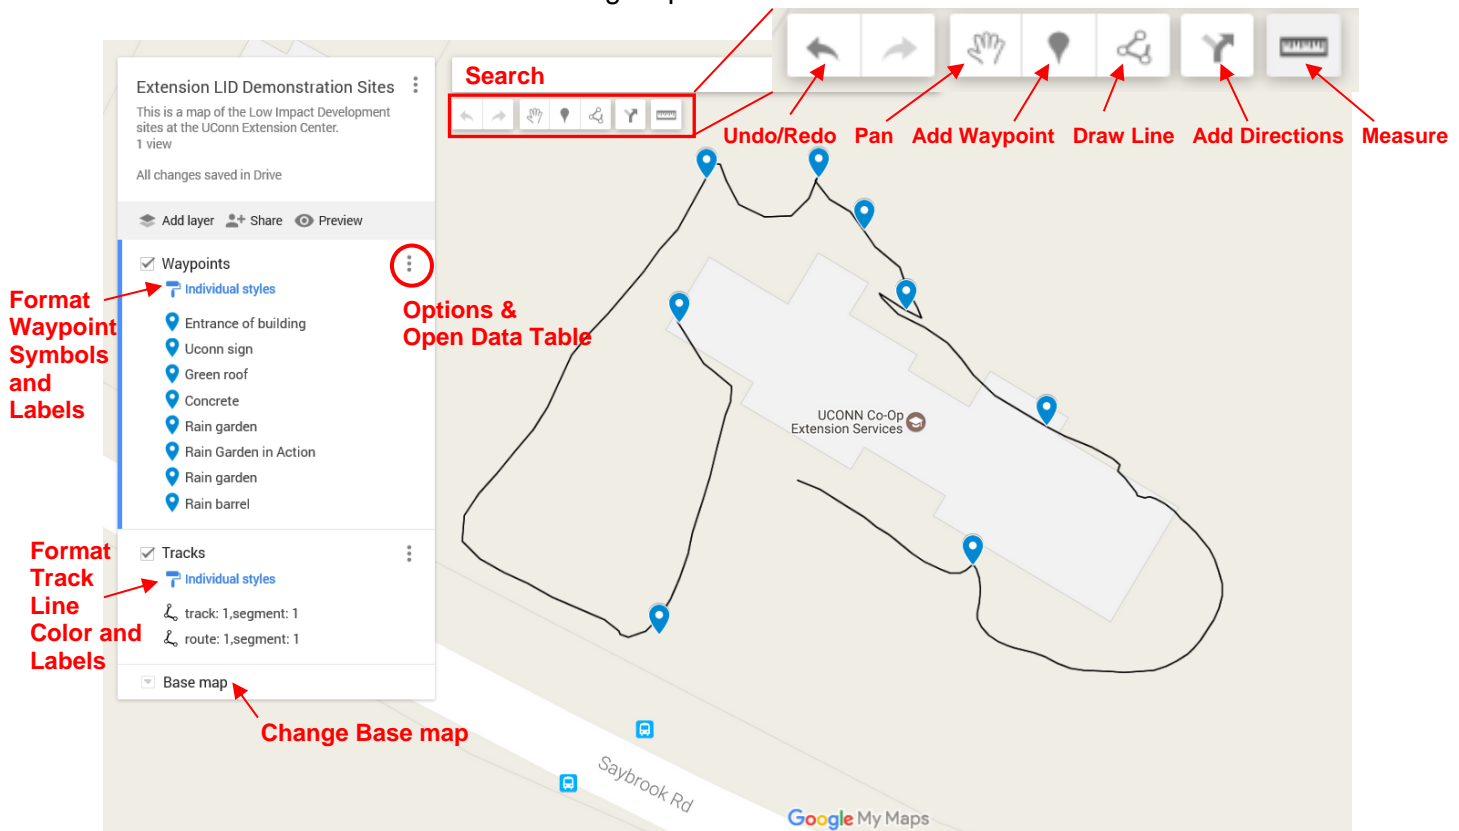 Search
Undo/Redo Pan Add Waypoint Draw Line Add Directions Measure
Extension LID Demonstration Sites
This is a map of the Low Impact Development
sites at the UConn Extension Center.
1 view
All changes saved in Drive
Add layer Share Preview
Waypoints
Individual styles
Entrance of building
Uconn sign
Green roof
Concrete
Rain garden
Rain Garden in Action
Rain garden
Rain barrel
Format
Waypoint
Symbols
and
Labels
Options &
Open Data Table
Tracks
Individual styles
track: 1,segment: 1
route: 1,segment: 1
Format
Track
Line
Color and
Labels
Base map
Change Base map
UCONN Co-Op
Extension Services
Saybrook Rd
Google My Maps